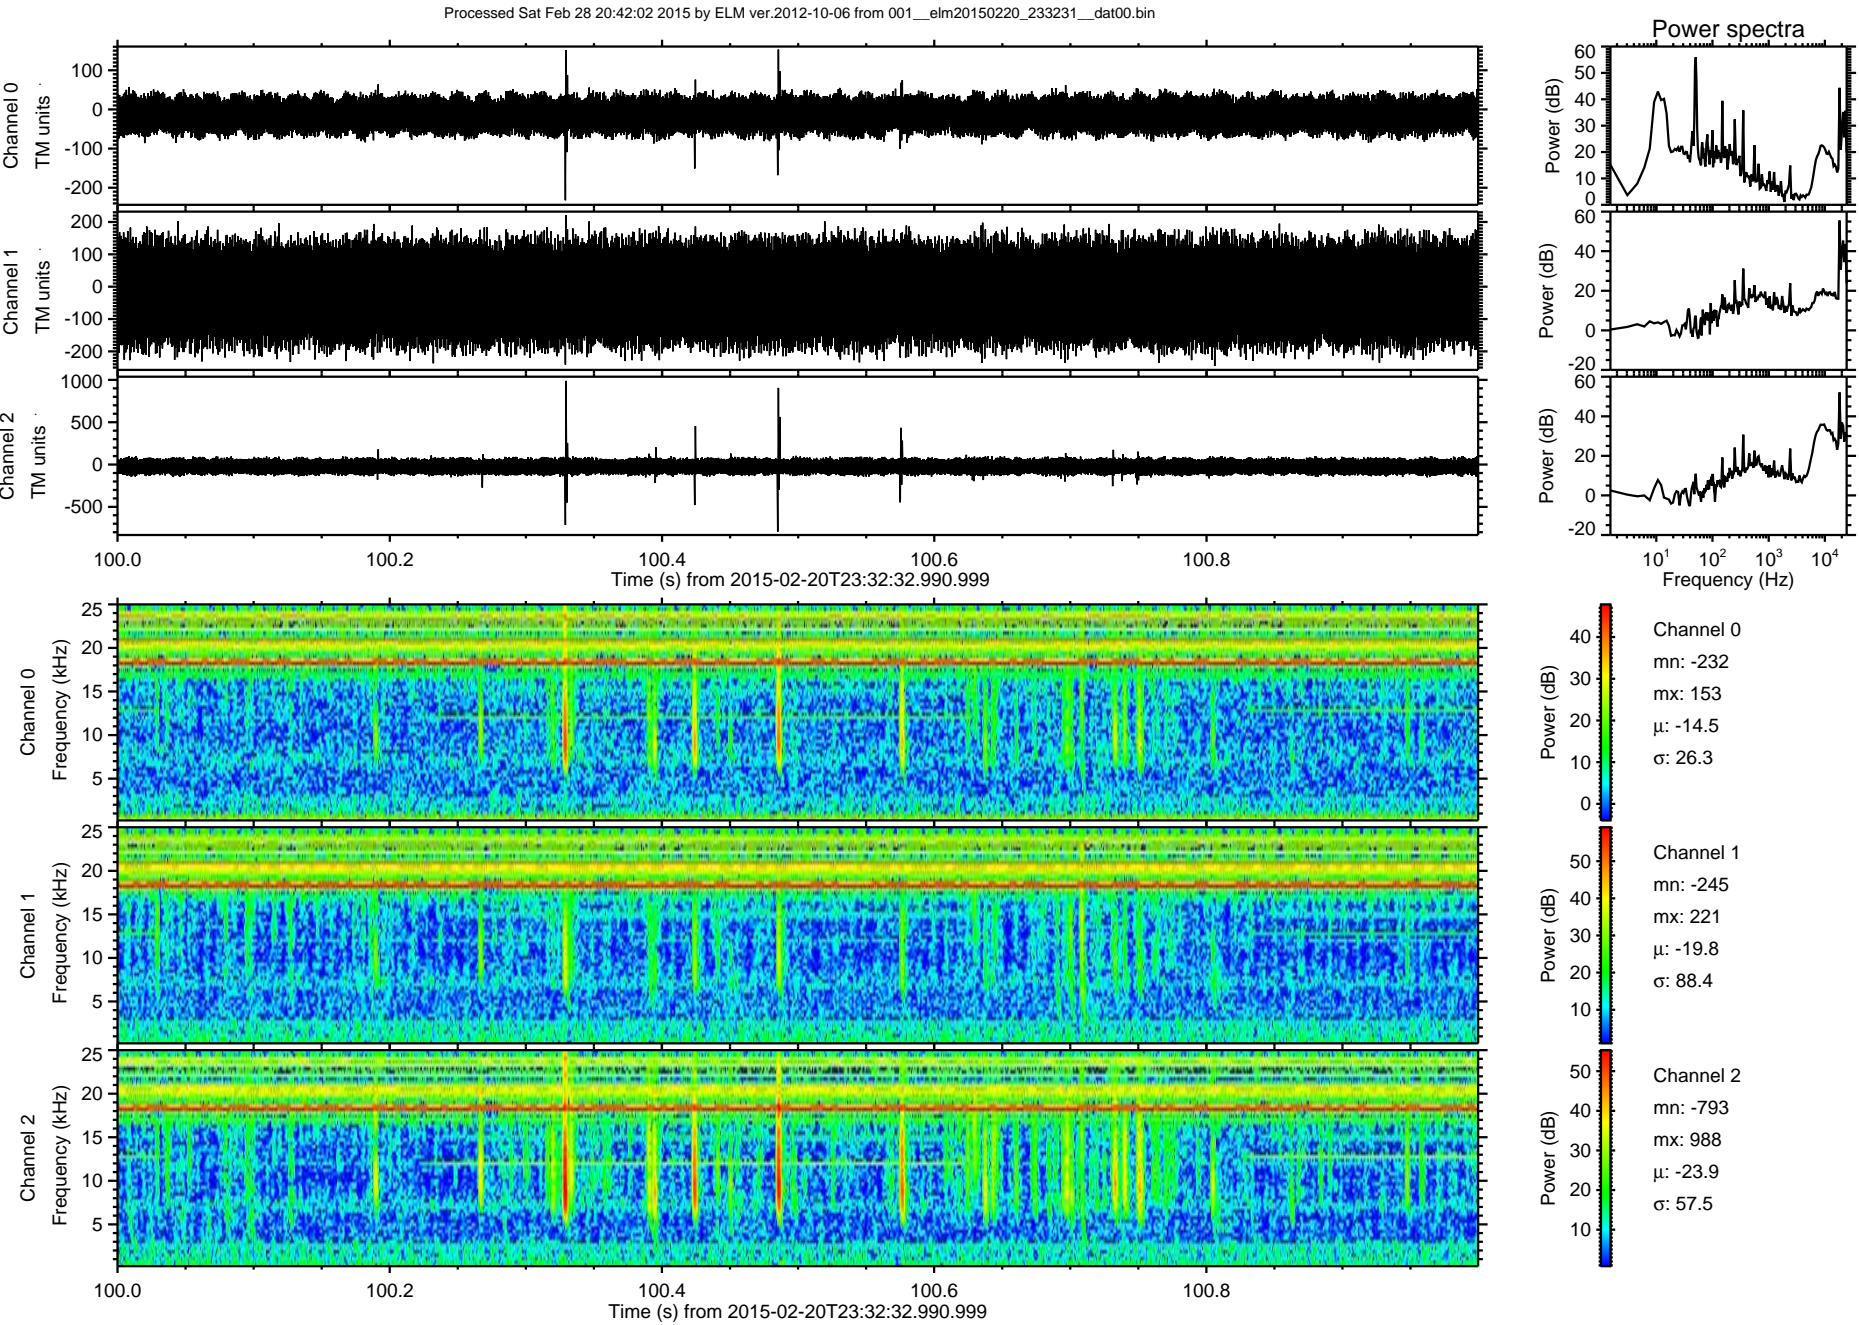 Processed Sat Feb 28 20:42:02 2015 by ELM ver.2012-10-06 from 001__elm20150220_233231__dat00.bin
Power spectra
Channel 0
TM units
100
0
-100
-200
Power (dB)
60
50
40
30
20
10
0
Channel 1
TM units
200
100
0
-100
-200
Power (dB)
60
40
20
0
-20
Channel 2
TM units
1000
500
0
-500
Power (dB)
60
40
20
0
-20
100.0 100.2 100.4 100.6 100.8
Time (s) from 2015-02-20T23:32:32.990.999
10¹ 10² 10³ 10⁴
Frequency (Hz)
Channel 0
Frequency (kHz)
25
20
15
10
5
Power (dB)
40
30
20
10
0
Channel 0
mn: -232
mx: 153
μ: -14.5
σ: 26.3
Channel 1
Frequency (kHz)
25
20
15
10
5
Power (dB)
50
40
30
20
10
Channel 1
mn: -245
mx: 221
μ: -19.8
σ: 88.4
Channel 2
Frequency (kHz)
25
20
15
10
5
Power (dB)
50
40
30
20
10
Channel 2
mn: -793
mx: 988
μ: -23.9
σ: 57.5
100.0 100.2 100.4 100.6 100.8
Time (s) from 2015-02-20T23:32:32.990.999